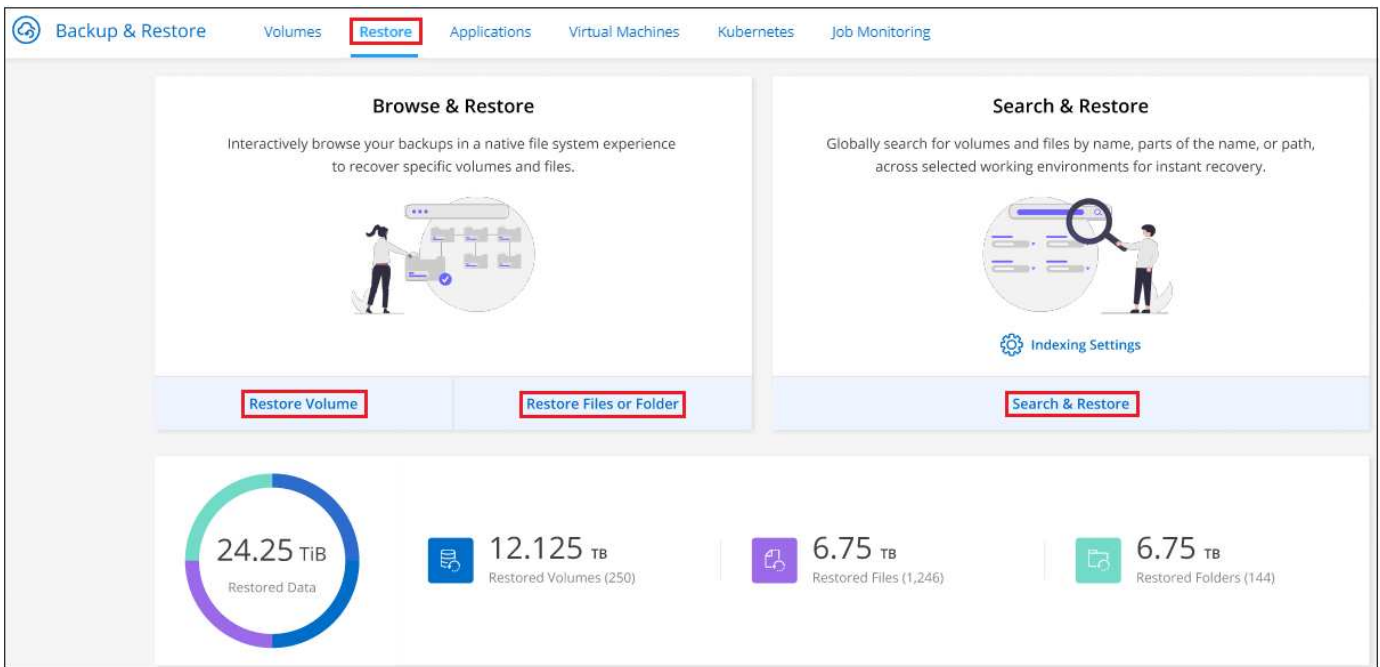 Backup & Restore Volumes Restore Applications Virtual Machines Kubernetes Job Monitoring
Browse & Restore
Interactively browse your backups in a native file system experience
to recover specific volumes and files.
Restore Volume Restore Files or Folder
Search & Restore
Globally search for volumes and files by name, parts of the name, or path,
across selected working environments for instant recovery.
Indexing Settings
Search & Restore
24.25 TiB
Restored Data
12.125 TB
Restored Volumes (250)
6.75 TB
Restored Files (1,246)
6.75 TB
Restored Folders (144)